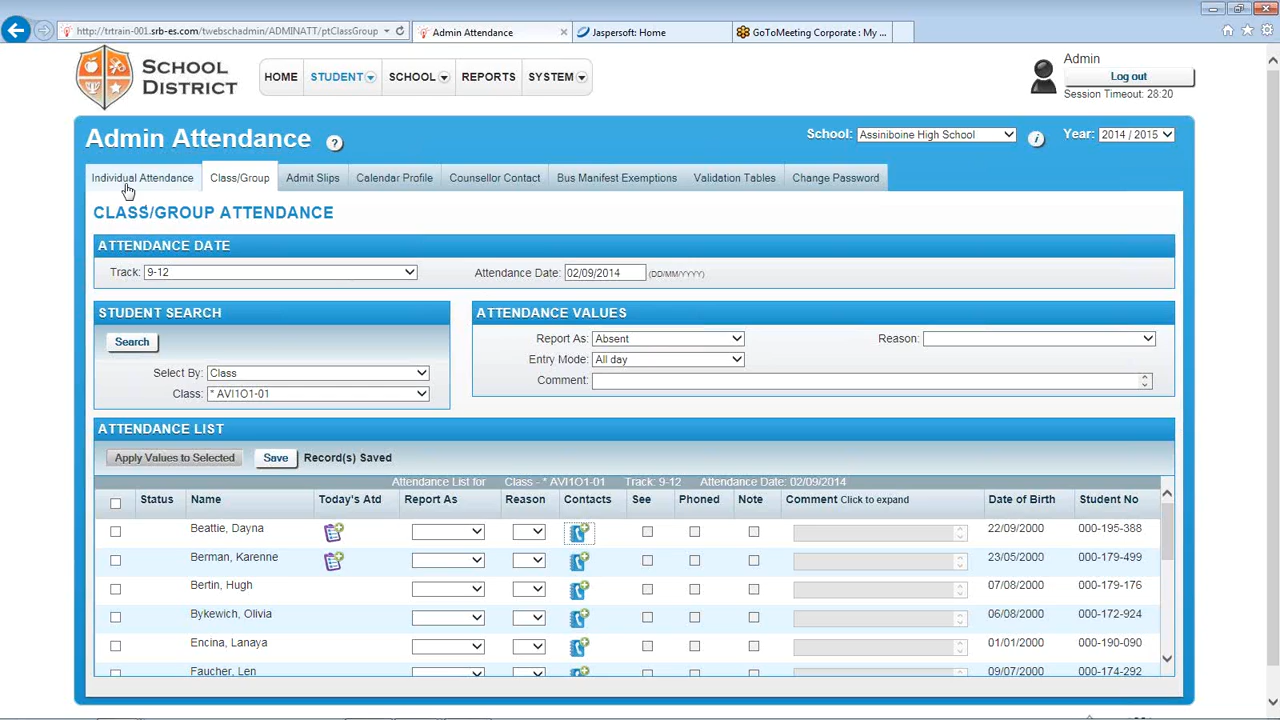 http://trtrain-001.srb-es.com/twebschadmin/ADMINATT/ptClassGroup
Admin Attendance
Jaspersoft: Home
GoToMeeting Corporate : My ...
SCHOOL DISTRICT
HOME STUDENT SCHOOL REPORTS SYSTEM
Admin
Log out
Session Timeout: 28:20
Admin Attendance ?
School: Assiniboine High School i Year: 2014 / 2015
Individual Attendance Class/Group Admit Slips Calendar Profile Counsellor Contact Bus Manifest Exemptions Validation Tables Change Password
CLASS/GROUP ATTENDANCE
ATTENDANCE DATE
Track: 9-12 Attendance Date: 02/09/2014 (DD/MM/YYYY)
STUDENT SEARCH
Search
Select By: Class
Class: * AVI1O1-01
ATTENDANCE VALUES
Report As: Absent Reason:
Entry Mode: All day
Comment:
ATTENDANCE LIST
Apply Values to Selected Save Record(s) Saved
Attendance List for Class - * AVI1O1-01 Track: 9-12 Attendance Date: 02/09/2014
Status Name Today's Atd Report As Reason Contacts See Phoned Note Comment Click to expand Date of Birth Student No
Beattie, Dayna 22/09/2000 000-195-388
Berman, Karenne 23/05/2000 000-179-499
Bertin, Hugh 07/08/2000 000-179-176
Bykewich, Olivia 06/08/2000 000-172-924
Encina, Lanaya 01/01/2000 000-190-090
Faucher, Len 09/07/2000 000-174-292